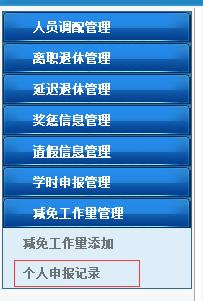 人员调配管理
离职退休管理
延迟退休管理
奖惩信息管理
请假信息管理
学时申报管理
减免工作量管理
减免工作量添加
个人申报记录